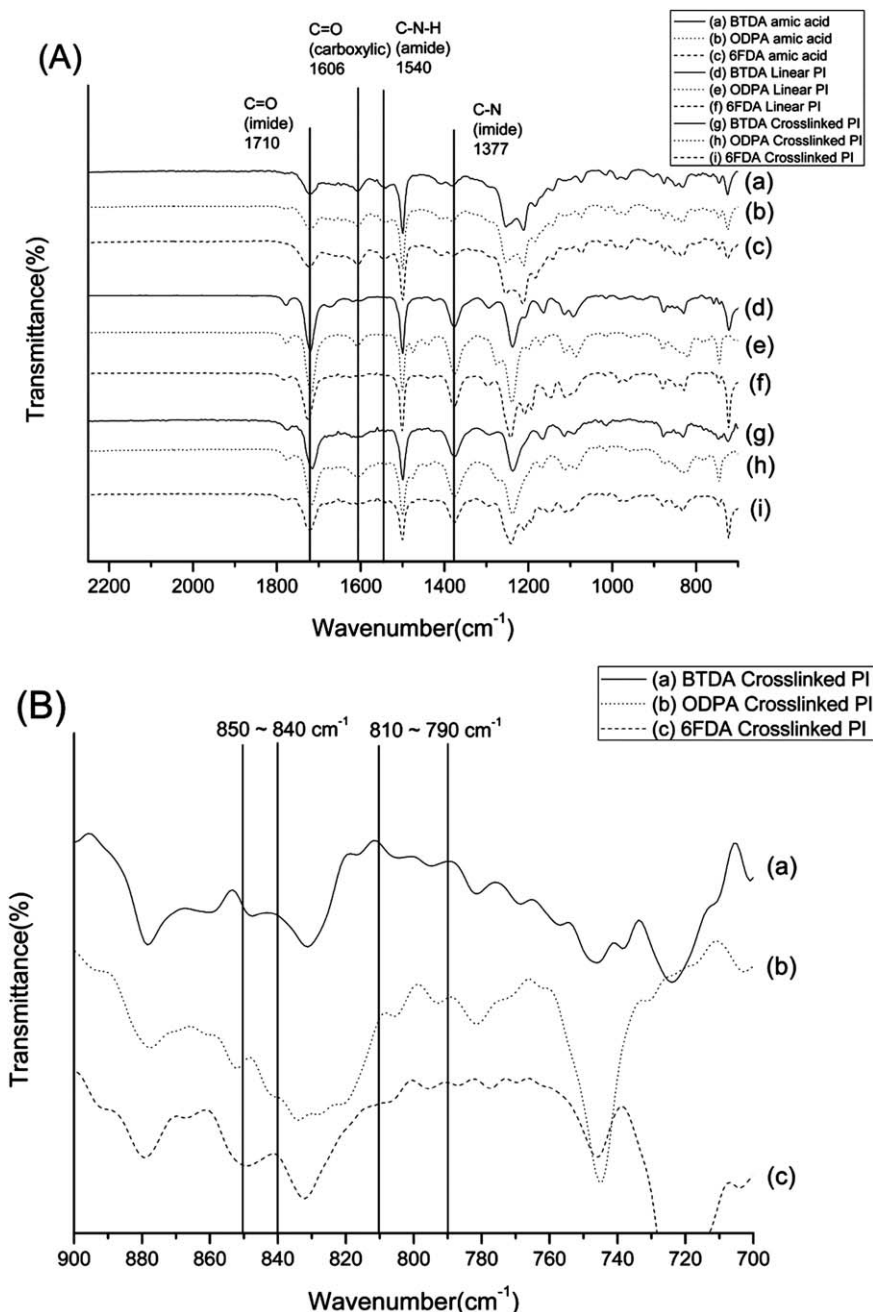 (A)
C=O
(imide)
1710
C=O
(carboxylic)
1606
C-N-H
(amide)
1540
C-N
(imide)
1377
(a) BTDA amic acid
(b) ODPA amic acid
(c) 6FDA amic acid
(d) BTDA Linear PI
(e) ODPA Linear PI
(f) 6FDA Linear PI
(g) BTDA Crosslinked PI
(h) ODPA Crosslinked PI
(i) 6FDA Crosslinked PI
(a)
(b)
(c)
(d)
(e)
(f)
(g)
(h)
(i)
Transmittance(%)
2200 2000 1800 1600 1400 1200 1000 800
Wavenumber(cm-1)
(B)
(a) BTDA Crosslinked PI
(b) ODPA Crosslinked PI
(c) 6FDA Crosslinked PI
850 ~ 840 cm-1 810 ~ 790 cm-1
(a)
(b)
(c)
Transmittance(%)
900 880 860 840 820 800 780 760 740 720 700
Wavenumber(cm-1)